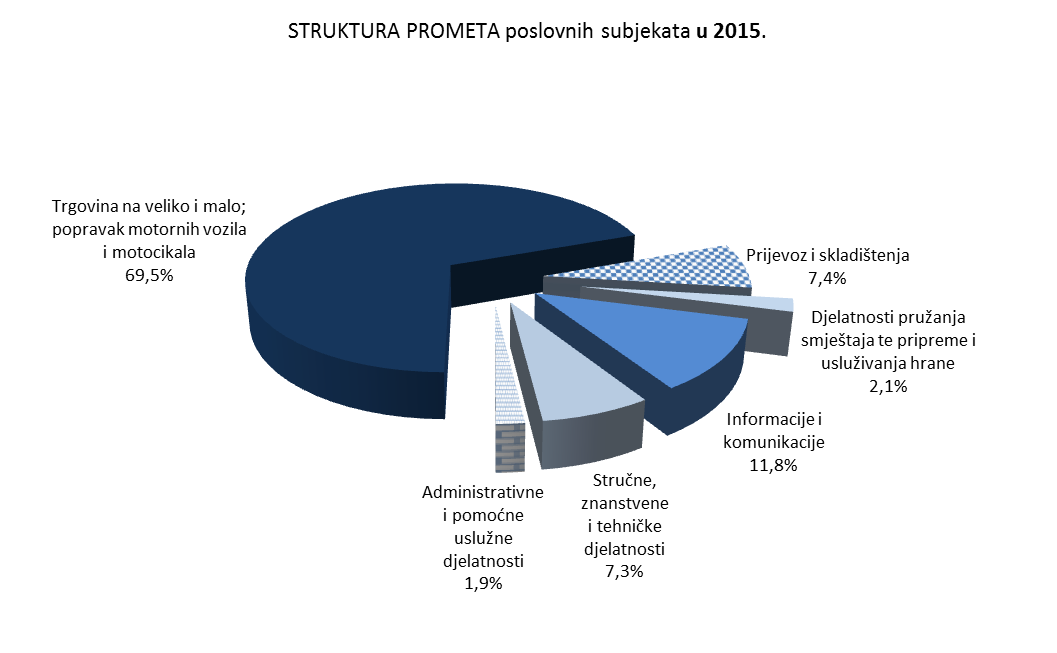 STRUKTURA PROMETA poslovnih subjekata u 2015.
Trgovina na veliko i malo;
popravak motornih vozila
i motocikala
69,5%
Prijevoz i skladištenja
7,4%
Djelatnosti pružanja
smještaja te pripreme i
usluživanja hrane
2,1%
Informacije i
komunikacije
11,8%
Stručne,
znanstvene
i tehničke
djelatnosti
7,3%
Administrativne
i pomoćne
uslužne
djelatnosti
1,9%